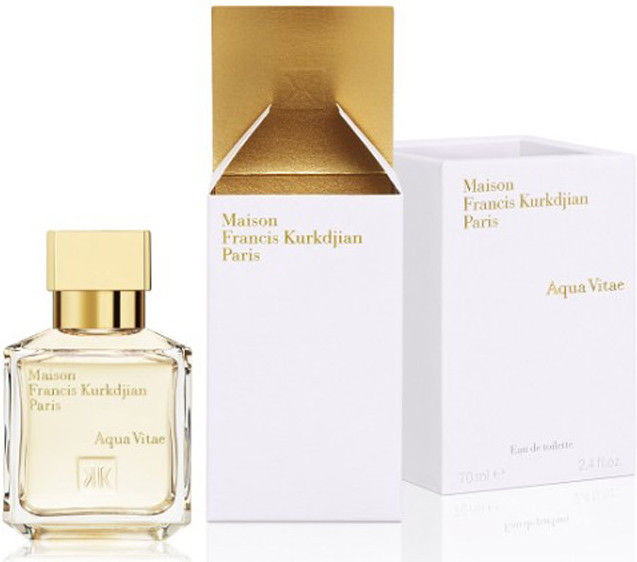 Maison
Francis Kurkdjian
Paris
Aqua Vitae
Maison
Francis Kurkdjian
Paris
Maison
Francis Kurkdjian
Paris
Aqua Vitae
Eau de toilette
70 ml e 2.4 fl.oz.